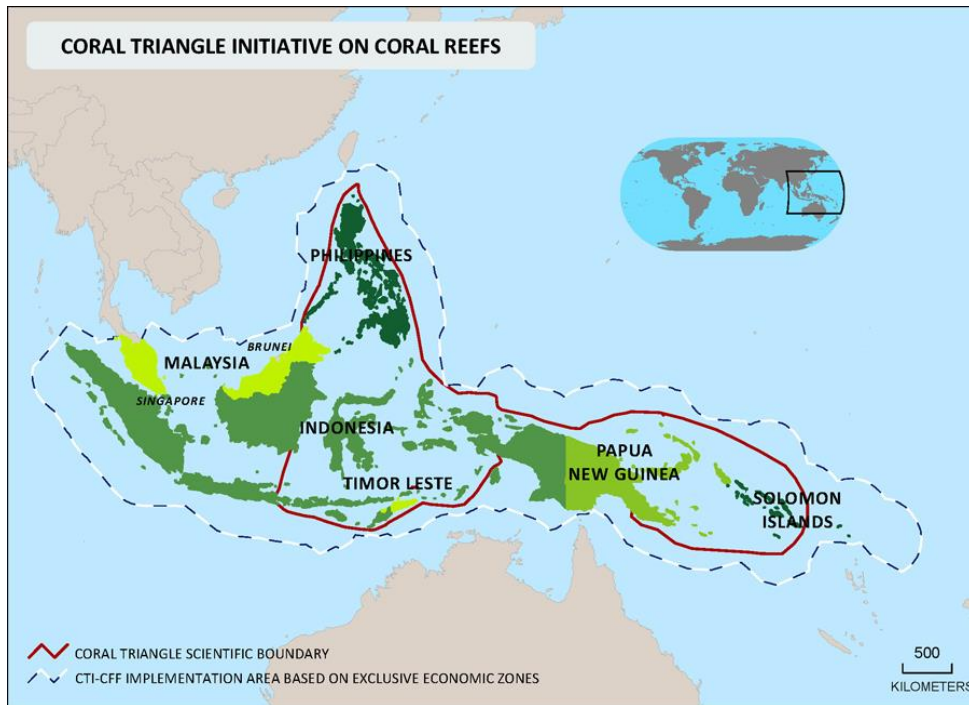 CORAL TRIANGLE INITIATIVE ON CORAL REEFS
PHILIPPINES
BRUNEI
MALAYSIA
SINGAPORE
INDONESIA
PAPUA
NEW GUINEA
TIMOR LESTE
SOLOMON
ISLANDS
CORAL TRIANGLE SCIENTIFIC BOUNDARY
CTI-CFF IMPLEMENTATION AREA BASED ON EXCLUSIVE ECONOMIC ZONES
500
KILOMETERS